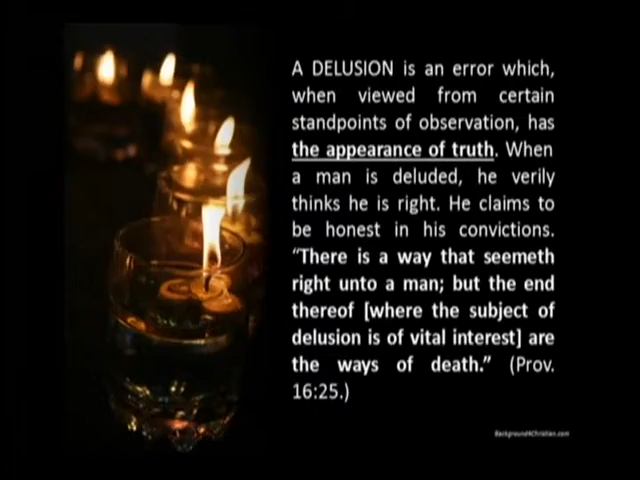 A DELUSION is an error which,
when viewed from certain
standpoints of observation, has
the appearance of truth. When
a man is deluded, he verily
thinks he is right. He claims to
be honest in his convictions.
"There is a way that seemeth
right unto a man; but the end
thereof [where the subject of
delusion is of vital interest] are
the ways of death." (Prov.
16:25.)
Background4Christian.com